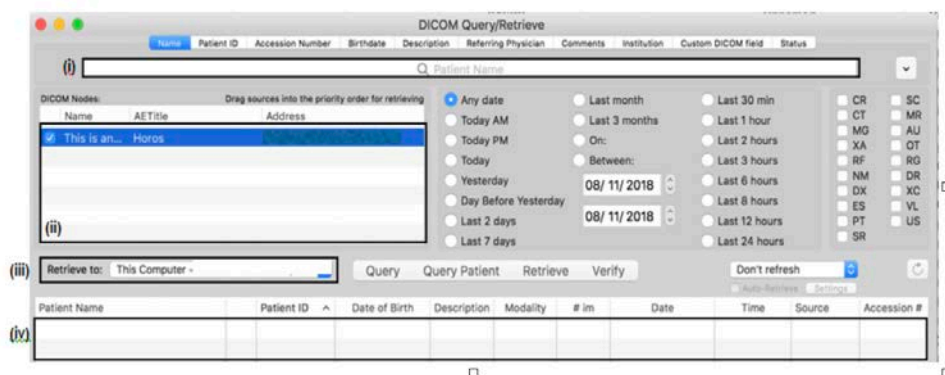 DICOM Query/Retrieve
Name Patient ID Accession Number Birthdate Description Referring Physician Comments Institution Custom DICOM field Status
(i) Patient Name
DICOM Nodes: Drag sources into the priority order for retrieving
Name AETitle Address
This is an... Horos
(ii)
Any date Last month Last 30 min CR SC
Today AM Last 3 months Last 1 hour CT MR
Today PM On: Last 2 hours MG AU
Today Between: Last 3 hours XA OT
Yesterday 08/ 11/ 2018 Last 6 hours RF RG
Day Before Yesterday Last 8 hours NM DR
Last 2 days 08/ 11/ 2018 Last 12 hours DX XC
Last 7 days Last 24 hours ES VL
PT US
SR
(iii) Retrieve to: This Computer - Query Query Patient Retrieve Verify Don't refresh
Auto-Retrieve Settings
Patient Name Patient ID Date of Birth Description Modality # im Date Time Source Accession #
(iv)